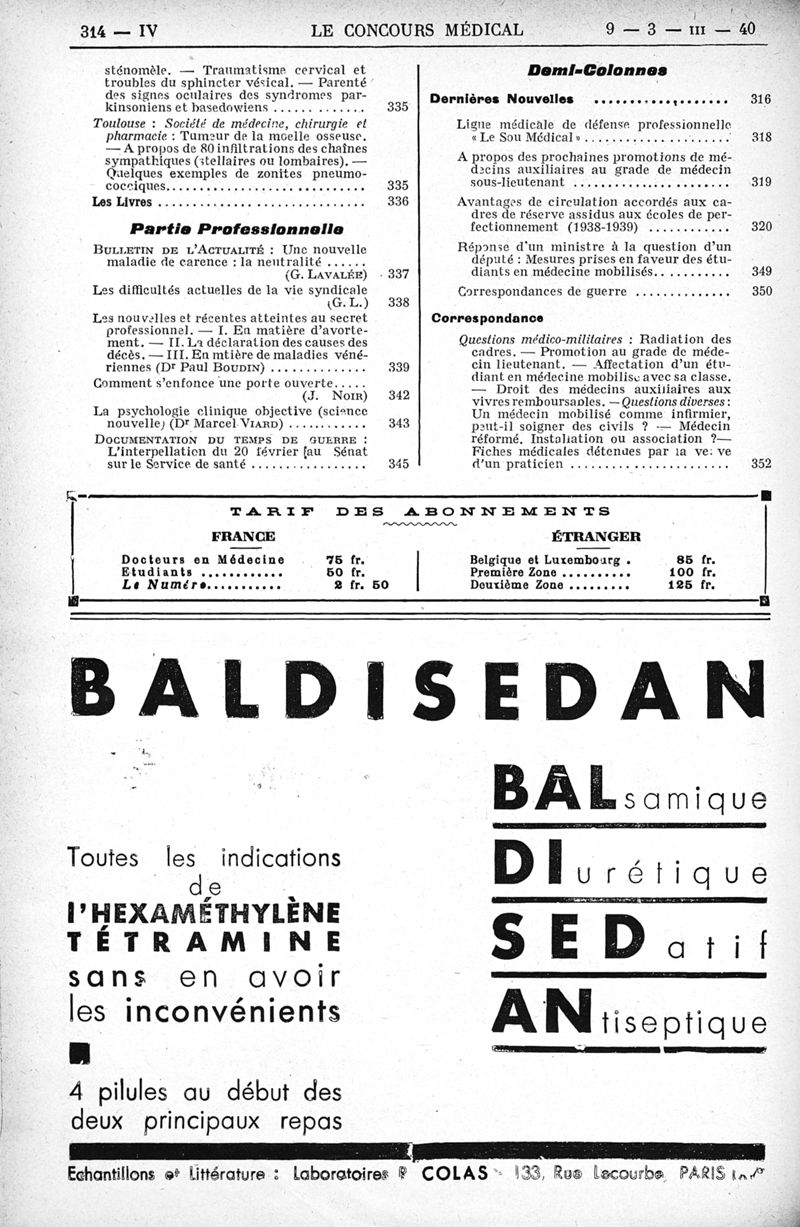 314 — IV
LE CONCOURS MÉDICAL
9 — 3 — III — 40
sténomèle. — Traumatisme cervical et
troubles du sphincter vésical. — Parenté
des signes oculaires des syndromes par-
kinsoniens et basedowiens ............ 335
Toulouse : Société de médecine, chirurgie et
pharmacie : Tumeur de la moelle osseuse.
— A propos de 80 infiltrations des chaînes
sympathiques (stellaires ou lombaires). —
Quelques exemples de zonites pneumo-
cocciques............................ 335
Les Livres ............................ 336
Partie Professionnelle
BULLETIN DE L'ACTUALITÉ : Une nouvelle
maladie de carence : la neutralité ......
(G. LAVALÉE) 337
Les difficultés actuelles de la vie syndicale
(G. L.) 338
Les nouvelles et récentes atteintes au secret
professionnel. — I. En matière d'avorte-
ment. — II. La déclaration des causes des
décès. — III. En mtière de maladies véné-
riennes (Dr Paul BOUDIN) .............. 339
Comment s'enfonce une porte ouverte.....
(J. NOIR) 342
La psychologie clinique objective (science
nouvelle) (Dr Marcel VIARD) ............ 343
DOCUMENTATION DU TEMPS DE GUERRE :
L'interpellation du 20 février [au Sénat
sur le Service de santé ................. 345
Demi-Colonnes
Dernières Nouvelles .................... 316
Ligue médicale de défense professionnelle
« Le Sou Médical » ..................... 318
A propos des prochaines promotions de mé-
decins auxiliaires au grade de médecin
sous-lieutenant ....................... 319
Avantages de circulation accordés aux ca-
dres de réserve assidus aux écoles de per-
fectionnement (1938-1939) ............ 320
Réponse d'un ministre à la question d'un
député : Mesures prises en faveur des étu-
diants en médecine mobilisés........... 349
Correspondances de guerre .............. 350
Correspondance
Questions médico-militaires : Radiation des
cadres. — Promotion au grade de méde-
cin lieutenant. — Affectation d'un étu-
diant en médecine mobilisé avec sa classe.
— Droit des médecins auxiliaires aux
vivres remboursables. — Questions diverses :
Un médecin mobilisé comme infirmier,
peut-il soigner des civils ? — Médecin
réformé. Installation ou association ? —
Fiches médicales détenues par la veuve
d'un praticien ........................ 352
TARIF DES ABONNEMENTS
FRANCE
Docteurs en Médecine 75 fr.
Etudiants ............ 50 fr.
Le Numéro........... 2 fr. 50
ÉTRANGER
Belgique et Luxembourg . 85 fr.
Première Zone .......... 100 fr.
Deuxième Zone ......... 125 fr.
BALDISEDAN
BALsamique
DIurétique
SEDatif
ANtiseptique
Toutes les indications
de
l'HEXAMÉTHYLÈNE
TÉTRAMINE
sans en avoir
les inconvénients
4 pilules au début des
deux principaux repas
Echantillons et Littérature : Laboratoires P COLAS - 133, Rue Lecourbe, PARIS